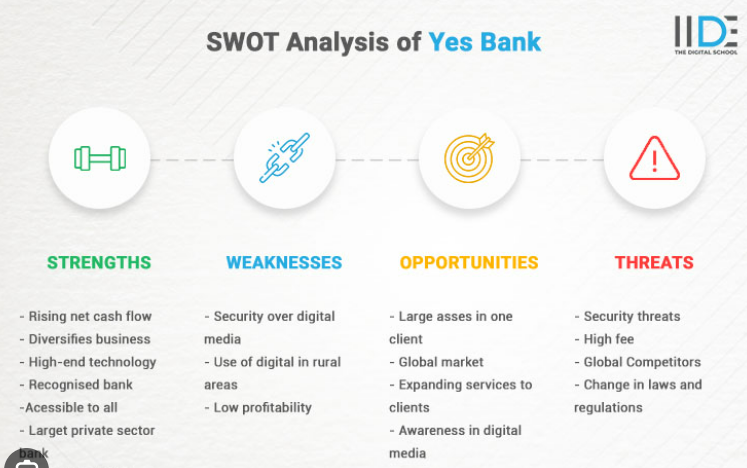 SWOT Analysis of Yes Bank
IIDE
THE DIGITAL SCHOOL
STRENGTHS
- Rising net cash flow
- Diversifies business
- High-end technology
- Recognised bank
-Acessible to all
- Larget private sector
bank
WEAKNESSES
- Security over digital
media
- Use of digital in rural
areas
- Low profitability
OPPORTUNITIES
- Large asses in one
client
- Global market
- Expanding services to
clients
- Awareness in digital
media
THREATS
- Security threats
- High fee
- Global Competitors
- Change in laws and
regulations